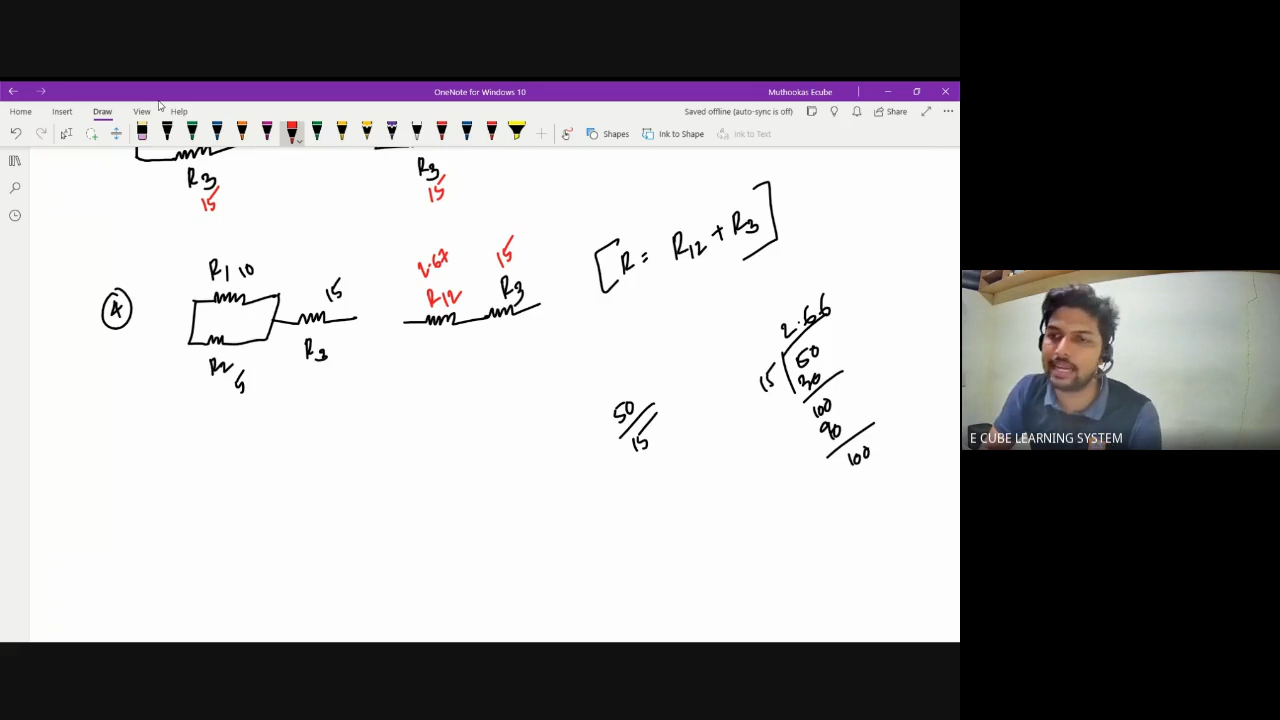 OneNote for Windows 10
Muthookas Ecube
Home Insert Draw View Help
Saved offline (auto-sync is off)
Share
Shapes
Ink to Shape
Ink to Text
R3
15
R3
15
[R = R12 + R3]
4
R1 10
15
R3
R2
5
2.67
R12
15
R3
50
15
2.66
15
50
30
100
90
100
E CUBE LEARNING SYSTEM